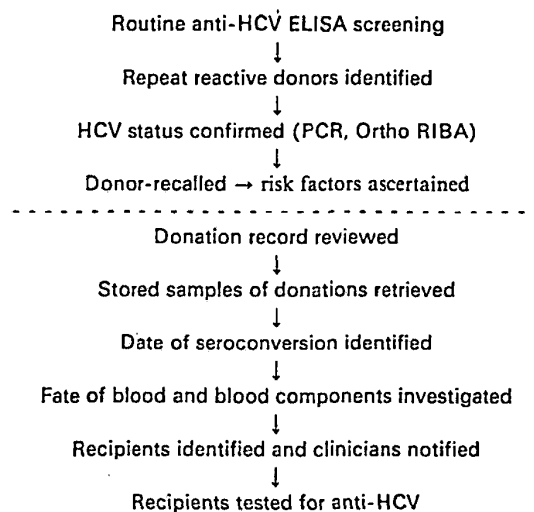 Routine anti-HCV ELISA screening
↓
Repeat reactive donors identified
↓
HCV status confirmed (PCR, Ortho RIBA)
↓
Donor-recalled → risk factors ascertained
Donation record reviewed
↓
Stored samples of donations retrieved
↓
Date of seroconversion identified
↓
Fate of blood and blood components investigated
↓
Recipients identified and clinicians notified
↓
Recipients tested for anti-HCV